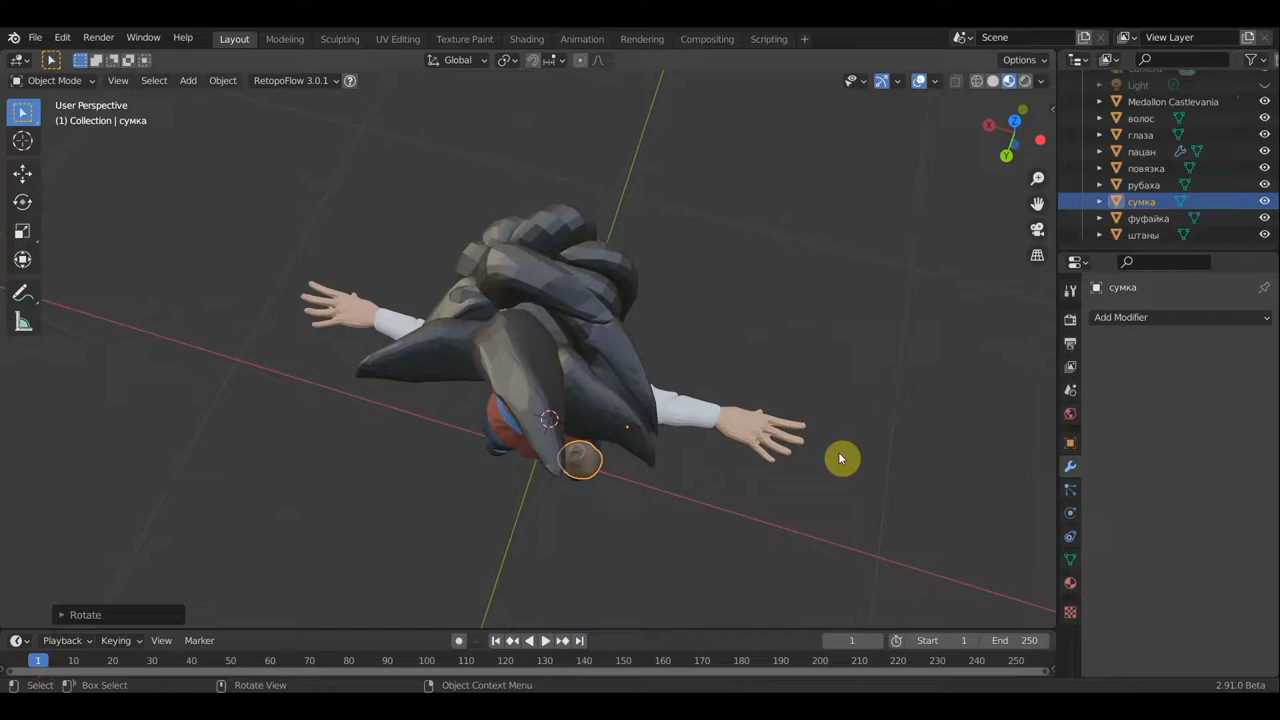 File Edit Render Window Help Layout Modeling Sculpting UV Editing Texture Paint Shading Animation Rendering Compositing Scripting + Scene View Layer
Global Options
Object Mode View Select Add Object RetopoFlow 3.0.1
User Perspective
(1) Collection | сумка
X
Z
Y
Light
Medallon Castlevania
волос
глаза
пацан
повязка
рубаха
сумка
фуфайка
штаны
сумка
Add Modifier
Rotate
Playback Keying View Marker 1 Start 1 End 250
1 10 20 30 40 50 60 70 80 90 100 110 120 130 140 150 160 170 180 190 200 210 220 230 240 250
Select Box Select Rotate View Object Context Menu 2.91.0 Beta